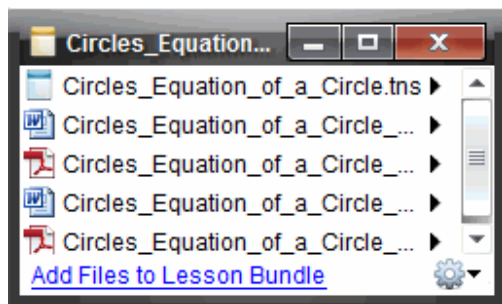 Circles_Equation...
Circles_Equation_of_a_Circle.tns
Circles_Equation_of_a_Circle_...
Circles_Equation_of_a_Circle_...
Circles_Equation_of_a_Circle_...
Circles_Equation_of_a_Circle_...
Add Files to Lesson Bundle